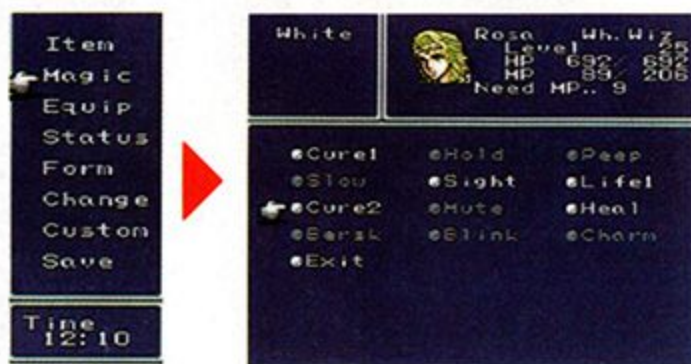 Item
Magic
Equip
Status
Form
Change
Custom
Save
Time
12:10
White
Rosa Wh.Wiz
Level 25
HP 692/ 692
MP 89/ 206
Need MP.. 9
Cure1 Hold Peep
Slow Sight Life1
Cure2 Mute Heal
Bersk Blink Charm
Exit